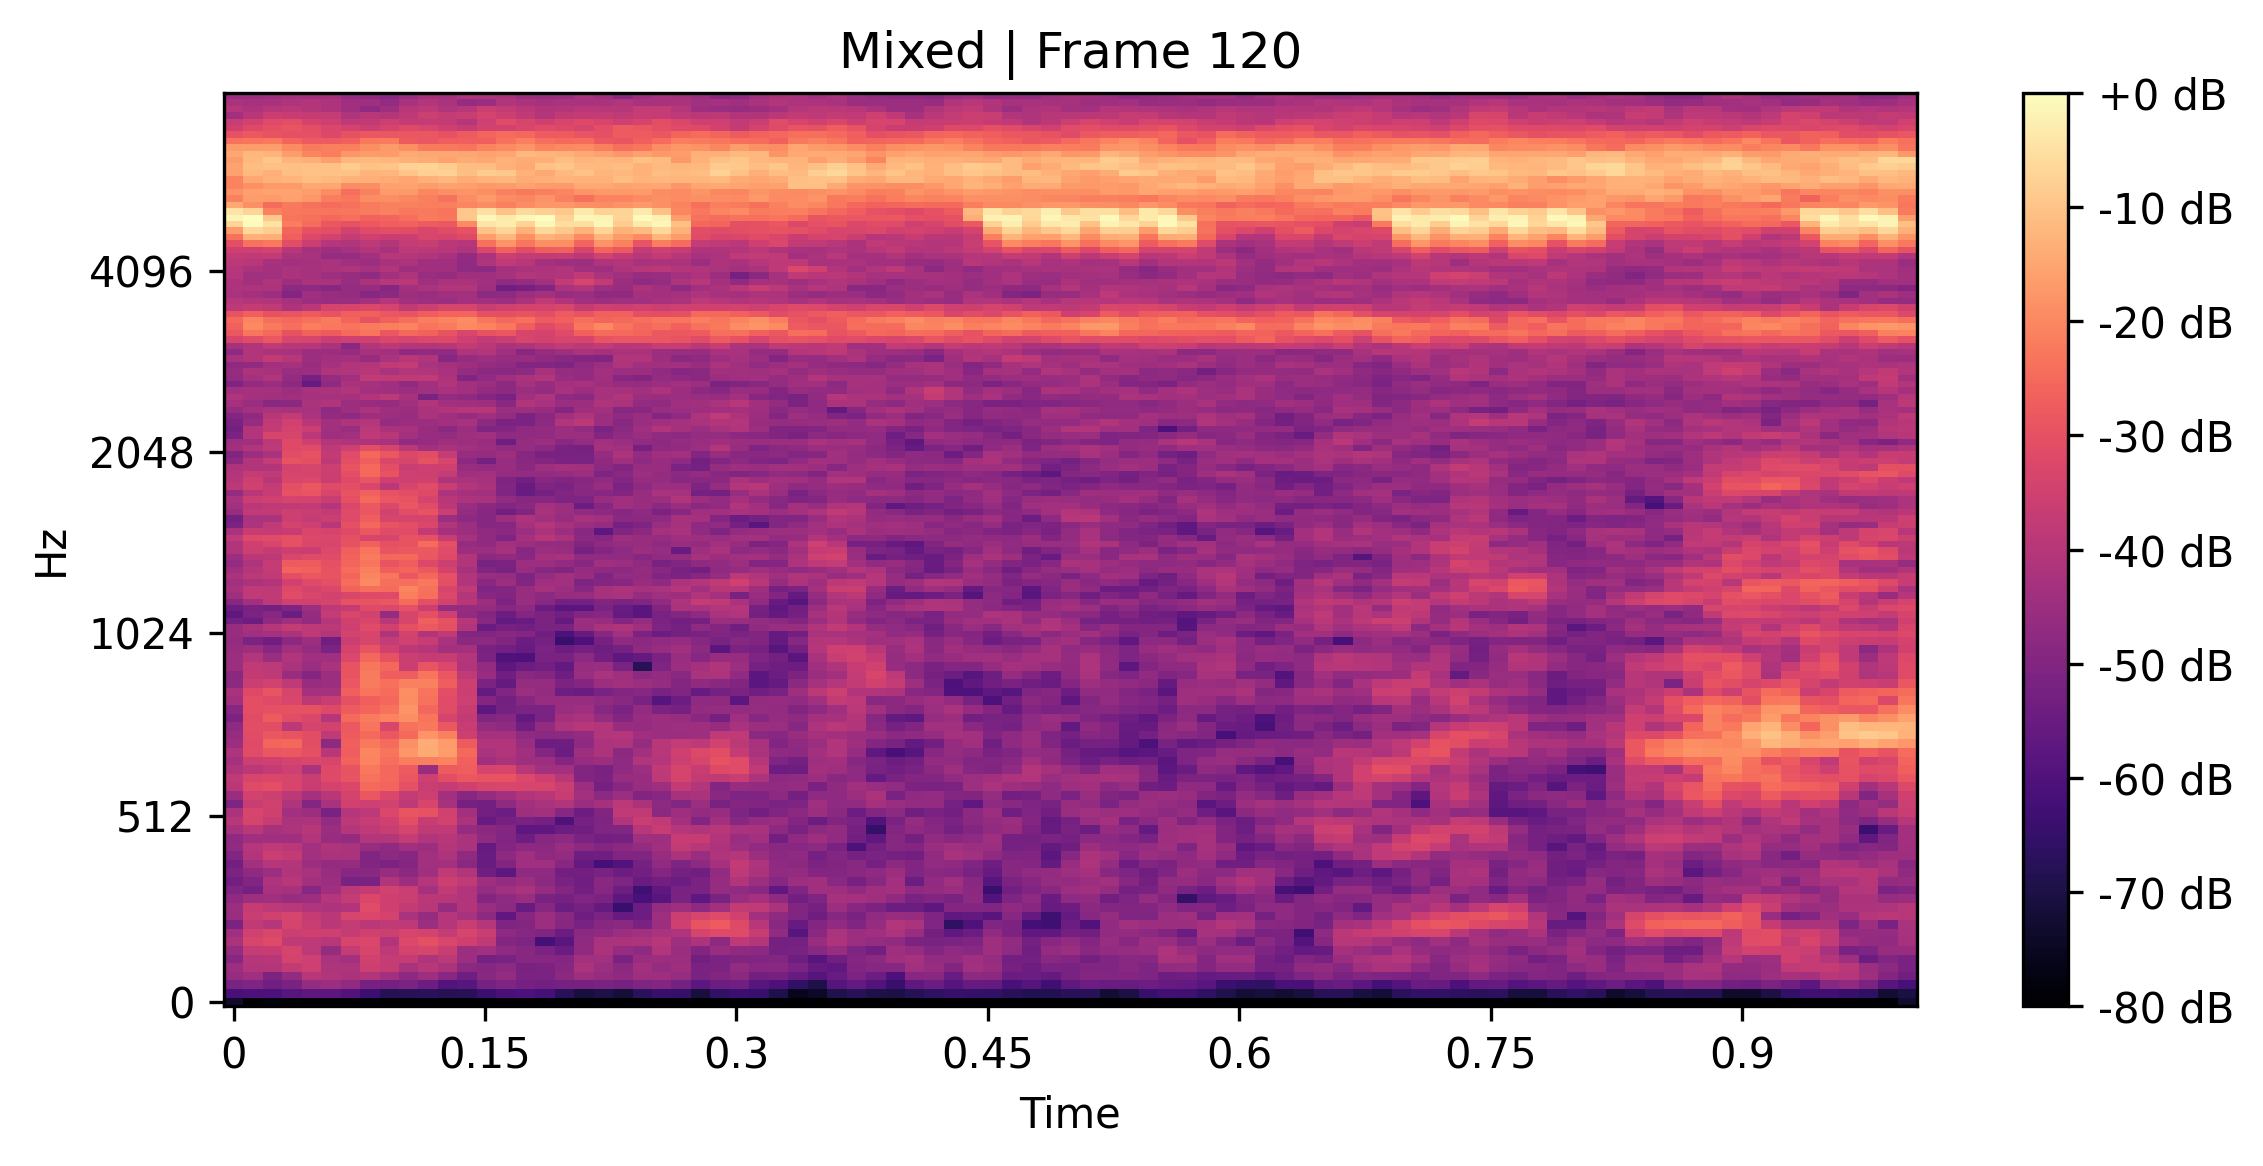 Mixed | Frame 120
+0 dB
-10 dB
-20 dB
-30 dB
-40 dB
-50 dB
-60 dB
-70 dB
-80 dB
Hz
4096
2048
1024
512
0
0 0.15 0.3 0.45 0.6 0.75 0.9
Time